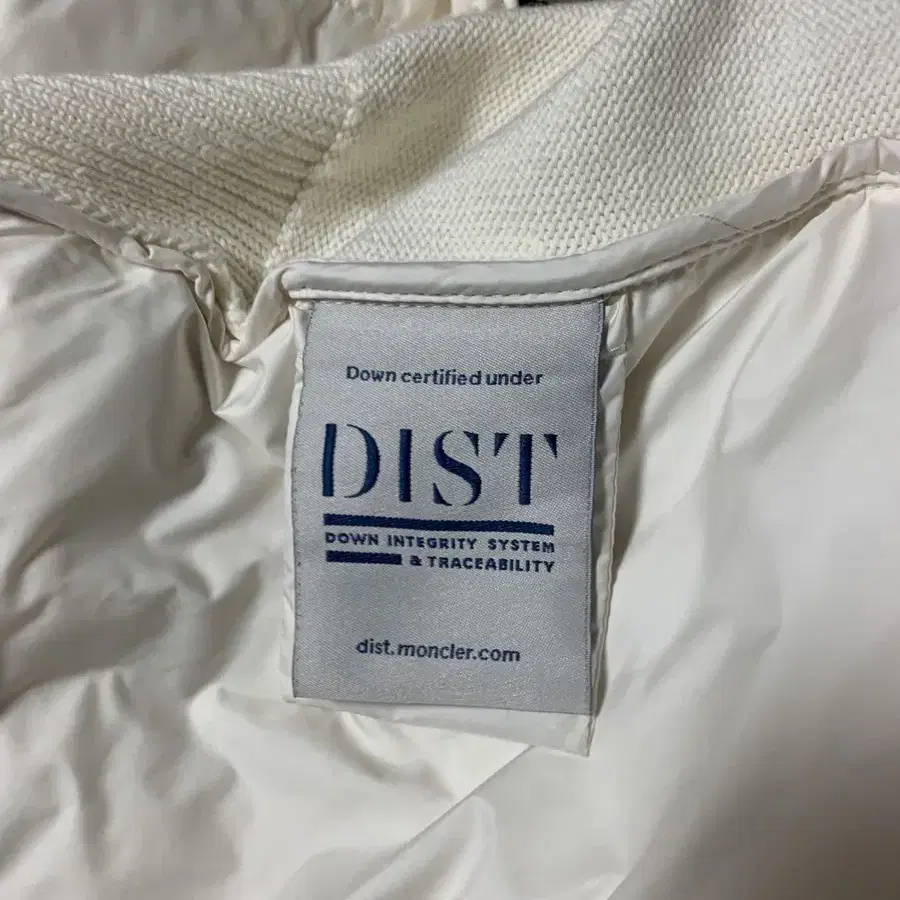 Down certified under
DIST
DOWN INTEGRITY SYSTEM
& TRACEABILITY
dist.moncler.com